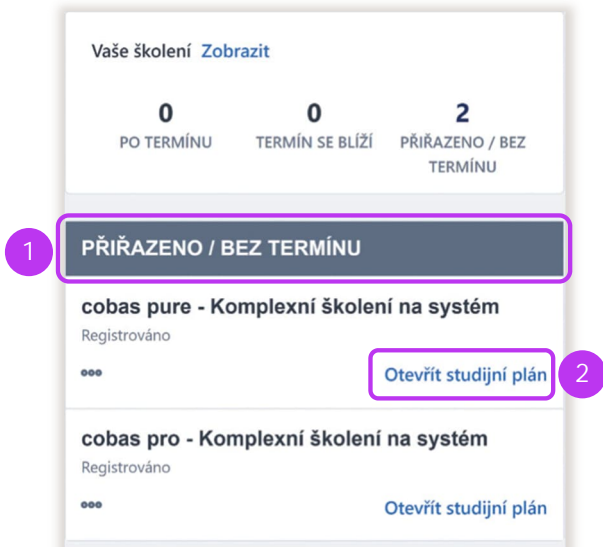 Vaše školení Zobrazit
0 0 2
PO TERMÍNU TERMÍN SE BLÍŽÍ PŘIŘAZENO / BEZ
TERMÍNU
1 PŘIŘAZENO / BEZ TERMÍNU
cobas pure - Komplexní školení na systém
Registrováno
Otevřít studijní plán 2
cobas pro - Komplexní školení na systém
Registrováno
Otevřít studijní plán